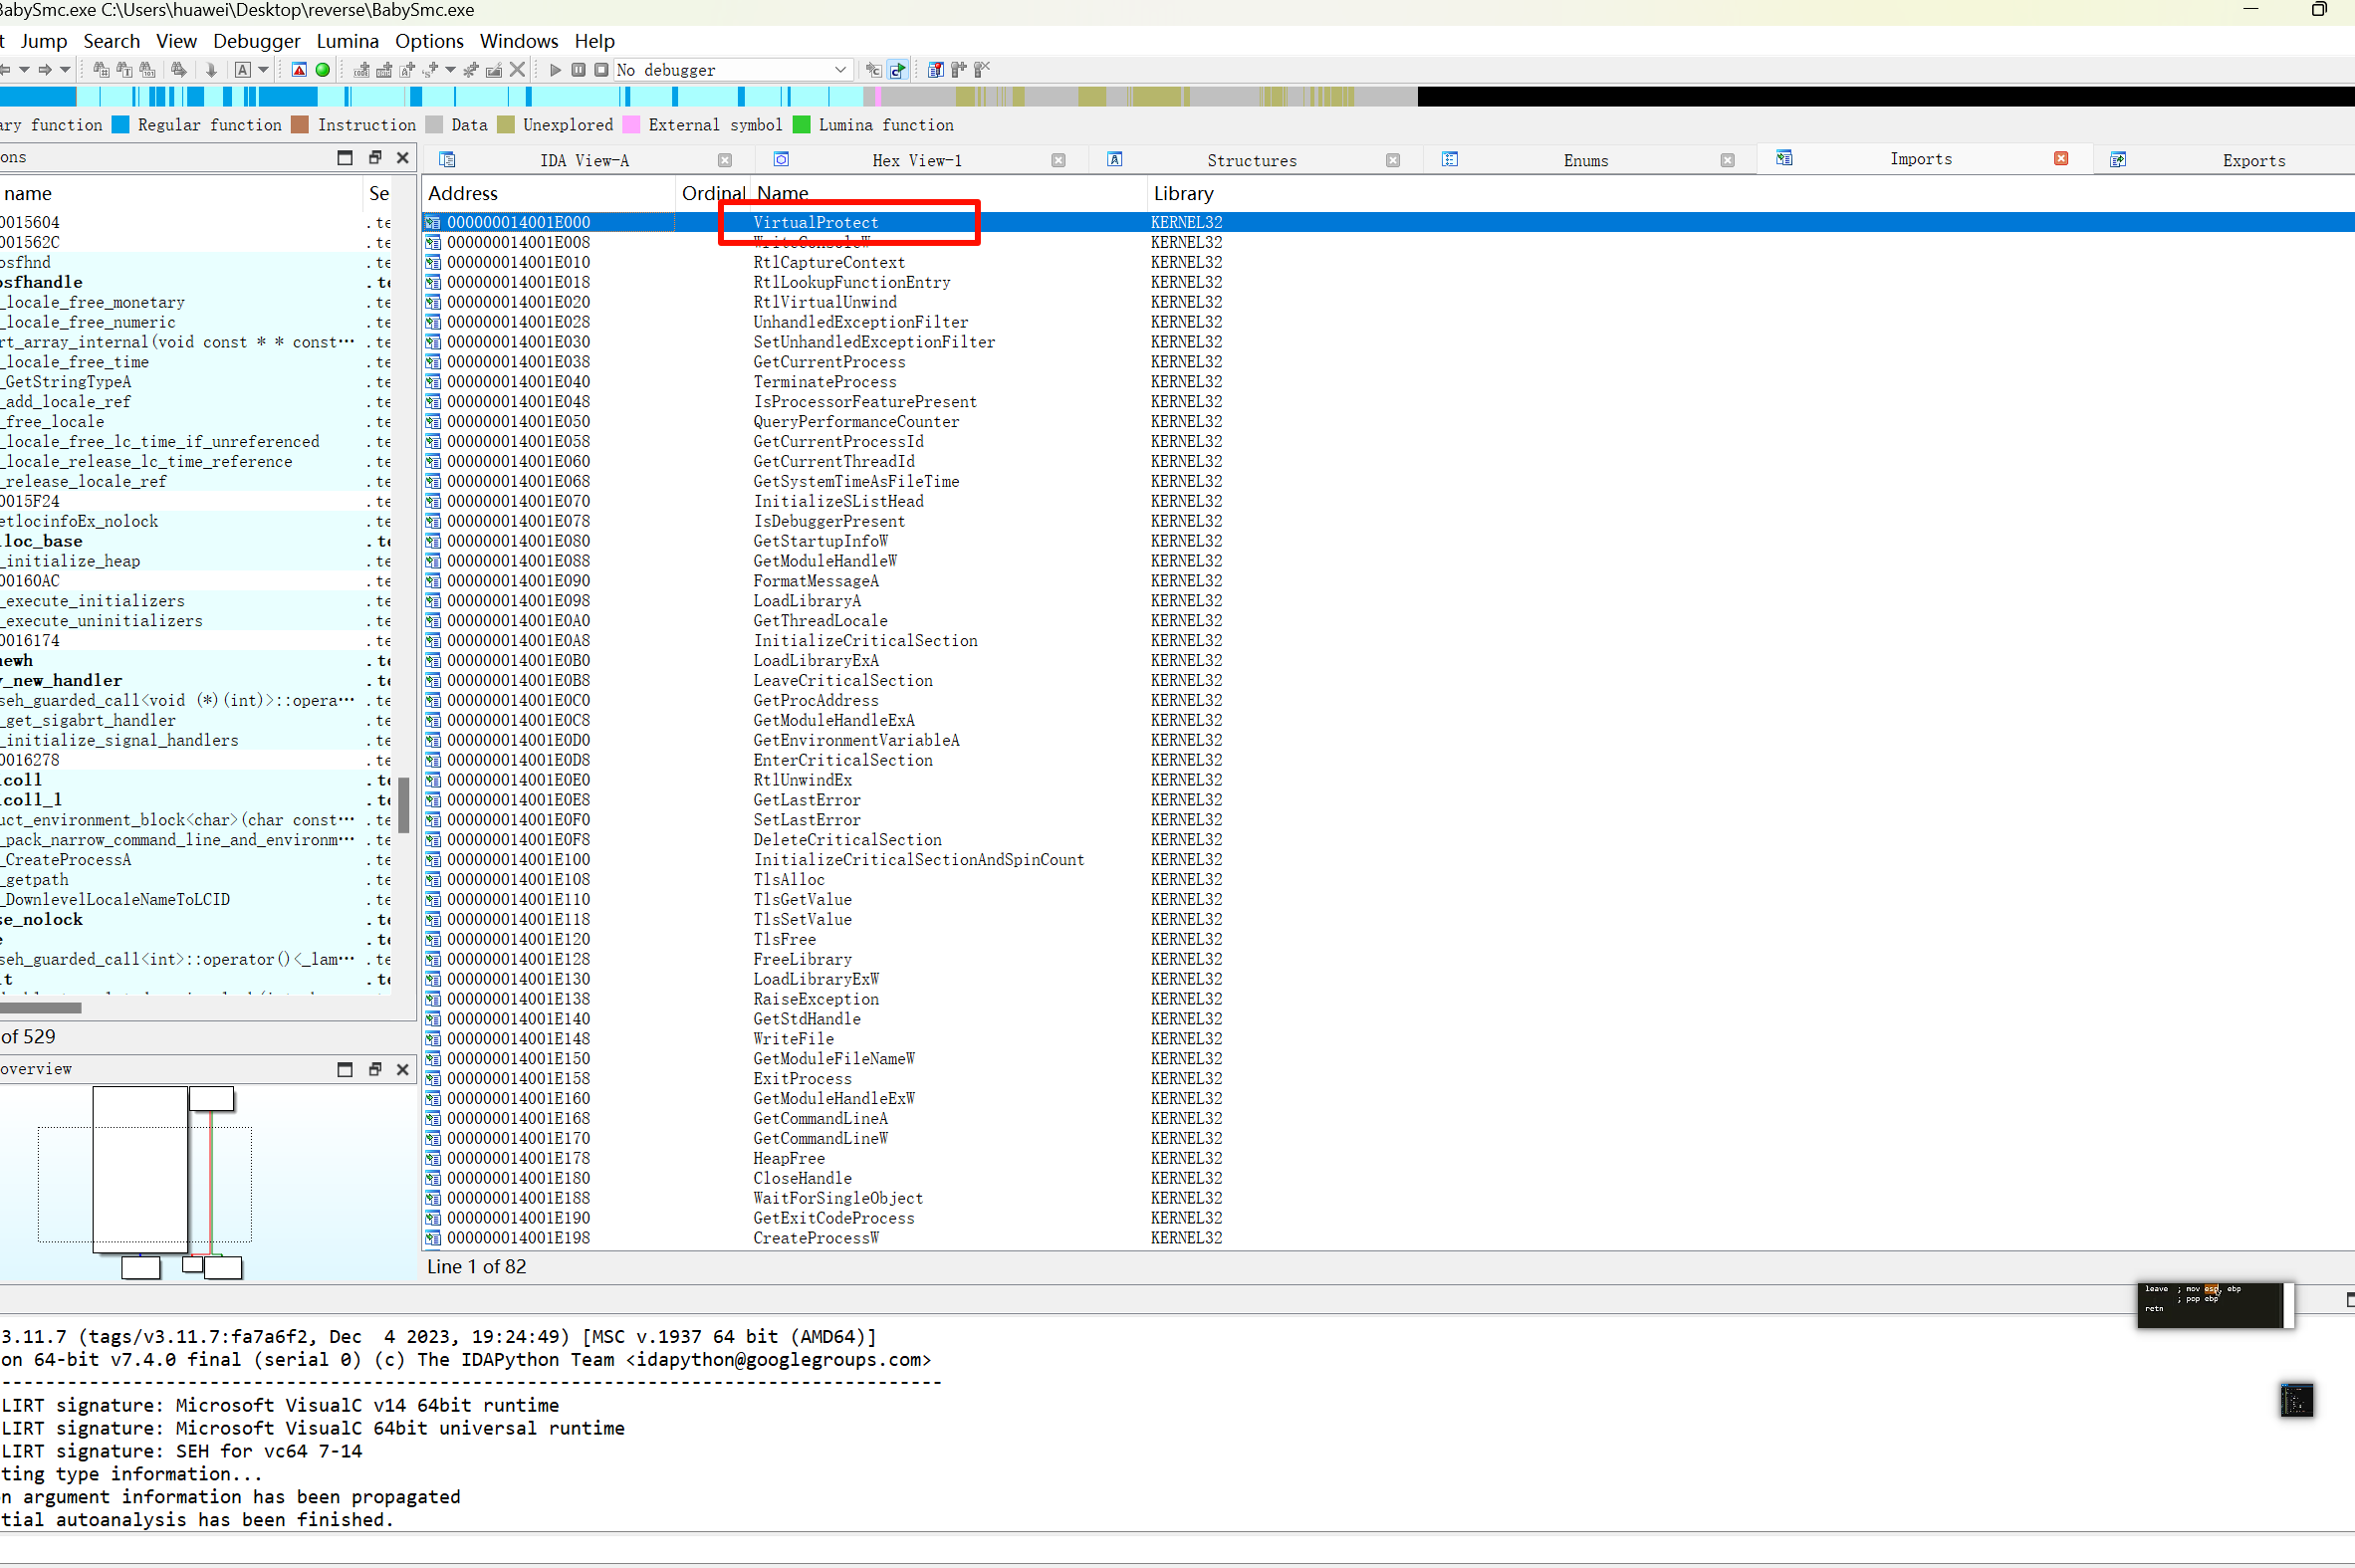 BabySmc.exe C:\Users\huawei\Desktop\reverse\BabySmc.exe
t Jump Search View Debugger Lumina Options Windows Help
No debugger
ary function Regular function Instruction Data Unexplored External symbol Lumina function
ons
IDA View-A Hex View-1 Structures Enums Imports Exports
name Se
0015604 .te
001562C .te
osfhnd .te
osfhandle .te
_locale_free_monetary .te
_locale_free_numeric .te
rt_array_internal(void const * * const… .te
_locale_free_time .te
_GetStringTypeA .te
_add_locale_ref .te
_free_locale .te
_locale_free_lc_time_if_unreferenced .te
_locale_release_lc_time_reference .te
_release_locale_ref .te
0015F24 .te
etlocinfoEx_nolock .te
lloc_base .te
_initialize_heap .te
00160AC .te
_execute_initializers .te
_execute_uninitializers .te
0016174 .te
newh .te
y_new_handler .te
seh_guarded_call<void (*)(int)>::opera… .te
_get_sigabrt_handler .te
_initialize_signal_handlers .te
0016278 .te
coll .te
coll_l .te
uct_environment_block<char>(char const… .te
_pack_narrow_command_line_and_environm… .te
_CreateProcessA .te
_getpath .te
_DownlevelLocaleNameToLCID .te
se_nolock .te
e .te
seh_guarded_call<int>::operator()<_lam… .te
t .te
of 529
overview
Address Ordinal Name Library
000000014001E000 VirtualProtect KERNEL32
000000014001E008 WriteConsoleW KERNEL32
000000014001E010 RtlCaptureContext KERNEL32
000000014001E018 RtlLookupFunctionEntry KERNEL32
000000014001E020 RtlVirtualUnwind KERNEL32
000000014001E028 UnhandledExceptionFilter KERNEL32
000000014001E030 SetUnhandledExceptionFilter KERNEL32
000000014001E038 GetCurrentProcess KERNEL32
000000014001E040 TerminateProcess KERNEL32
000000014001E048 IsProcessorFeaturePresent KERNEL32
000000014001E050 QueryPerformanceCounter KERNEL32
000000014001E058 GetCurrentProcessId KERNEL32
000000014001E060 GetCurrentThreadId KERNEL32
000000014001E068 GetSystemTimeAsFileTime KERNEL32
000000014001E070 InitializeSListHead KERNEL32
000000014001E078 IsDebuggerPresent KERNEL32
000000014001E080 GetStartupInfoW KERNEL32
000000014001E088 GetModuleHandleW KERNEL32
000000014001E090 FormatMessageA KERNEL32
000000014001E098 LoadLibraryA KERNEL32
000000014001E0A0 GetThreadLocale KERNEL32
000000014001E0A8 InitializeCriticalSection KERNEL32
000000014001E0B0 LoadLibraryExA KERNEL32
000000014001E0B8 LeaveCriticalSection KERNEL32
000000014001E0C0 GetProcAddress KERNEL32
000000014001E0C8 GetModuleHandleExA KERNEL32
000000014001E0D0 GetEnvironmentVariableA KERNEL32
000000014001E0D8 EnterCriticalSection KERNEL32
000000014001E0E0 RtlUnwindEx KERNEL32
000000014001E0E8 GetLastError KERNEL32
000000014001E0F0 SetLastError KERNEL32
000000014001E0F8 DeleteCriticalSection KERNEL32
000000014001E100 InitializeCriticalSectionAndSpinCount KERNEL32
000000014001E108 TlsAlloc KERNEL32
000000014001E110 TlsGetValue KERNEL32
000000014001E118 TlsSetValue KERNEL32
000000014001E120 TlsFree KERNEL32
000000014001E128 FreeLibrary KERNEL32
000000014001E130 LoadLibraryExW KERNEL32
000000014001E138 RaiseException KERNEL32
000000014001E140 GetStdHandle KERNEL32
000000014001E148 WriteFile KERNEL32
000000014001E150 GetModuleFileNameW KERNEL32
000000014001E158 ExitProcess KERNEL32
000000014001E160 GetModuleHandleExW KERNEL32
000000014001E168 GetCommandLineA KERNEL32
000000014001E170 GetCommandLineW KERNEL32
000000014001E178 HeapFree KERNEL32
000000014001E180 CloseHandle KERNEL32
000000014001E188 WaitForSingleObject KERNEL32
000000014001E190 GetExitCodeProcess KERNEL32
000000014001E198 CreateProcessW KERNEL32
Line 1 of 82
leave ; mov esp, ebp
; pop ebp
retn
3.11.7 (tags/v3.11.7:fa7a6f2, Dec 4 2023, 19:24:49) [MSC v.1937 64 bit (AMD64)]
on 64-bit v7.4.0 final (serial 0) (c) The IDAPython Team <idapython@googlegroups.com>
--------------------------------------------------------------------------------------
LIRT signature: Microsoft VisualC v14 64bit runtime
LIRT signature: Microsoft VisualC 64bit universal runtime
LIRT signature: SEH for vc64 7-14
ting type information...
n argument information has been propagated
tial autoanalysis has been finished.